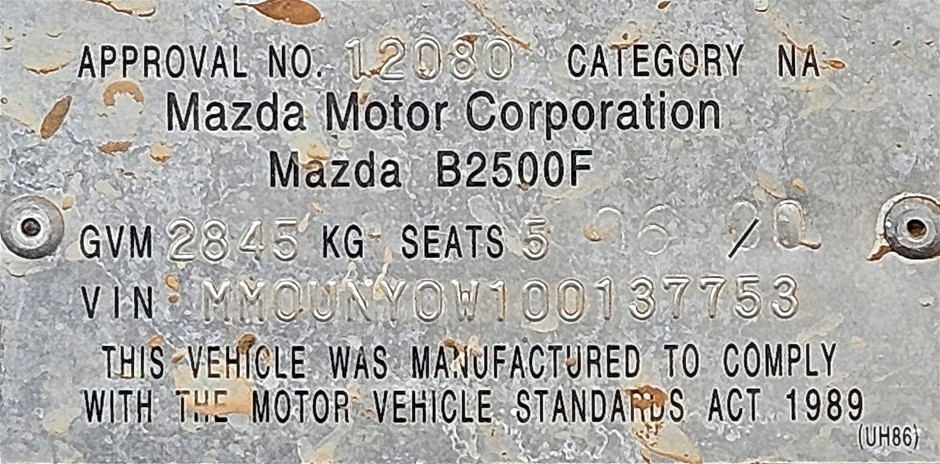 APPROVAL NO. 12080 CATEGORY NA
Mazda Motor Corporation
Mazda B2500F
GVM 2845 KG SEATS 5 06 / 00
VIN MM0UNY0W100137753
THIS VEHICLE WAS MANUFACTURED TO COMPLY
WITH THE MOTOR VEHICLE STANDARDS ACT 1989
(UH86)